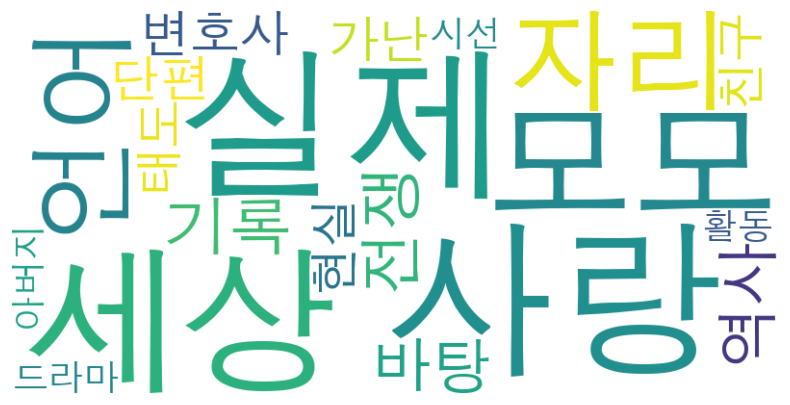 변호사
가난
시선
자리
친구
언어
단편
태도
실제
모모
기록
현실
전쟁
활동
역사
아버지
세상
사랑
바탕
드라마